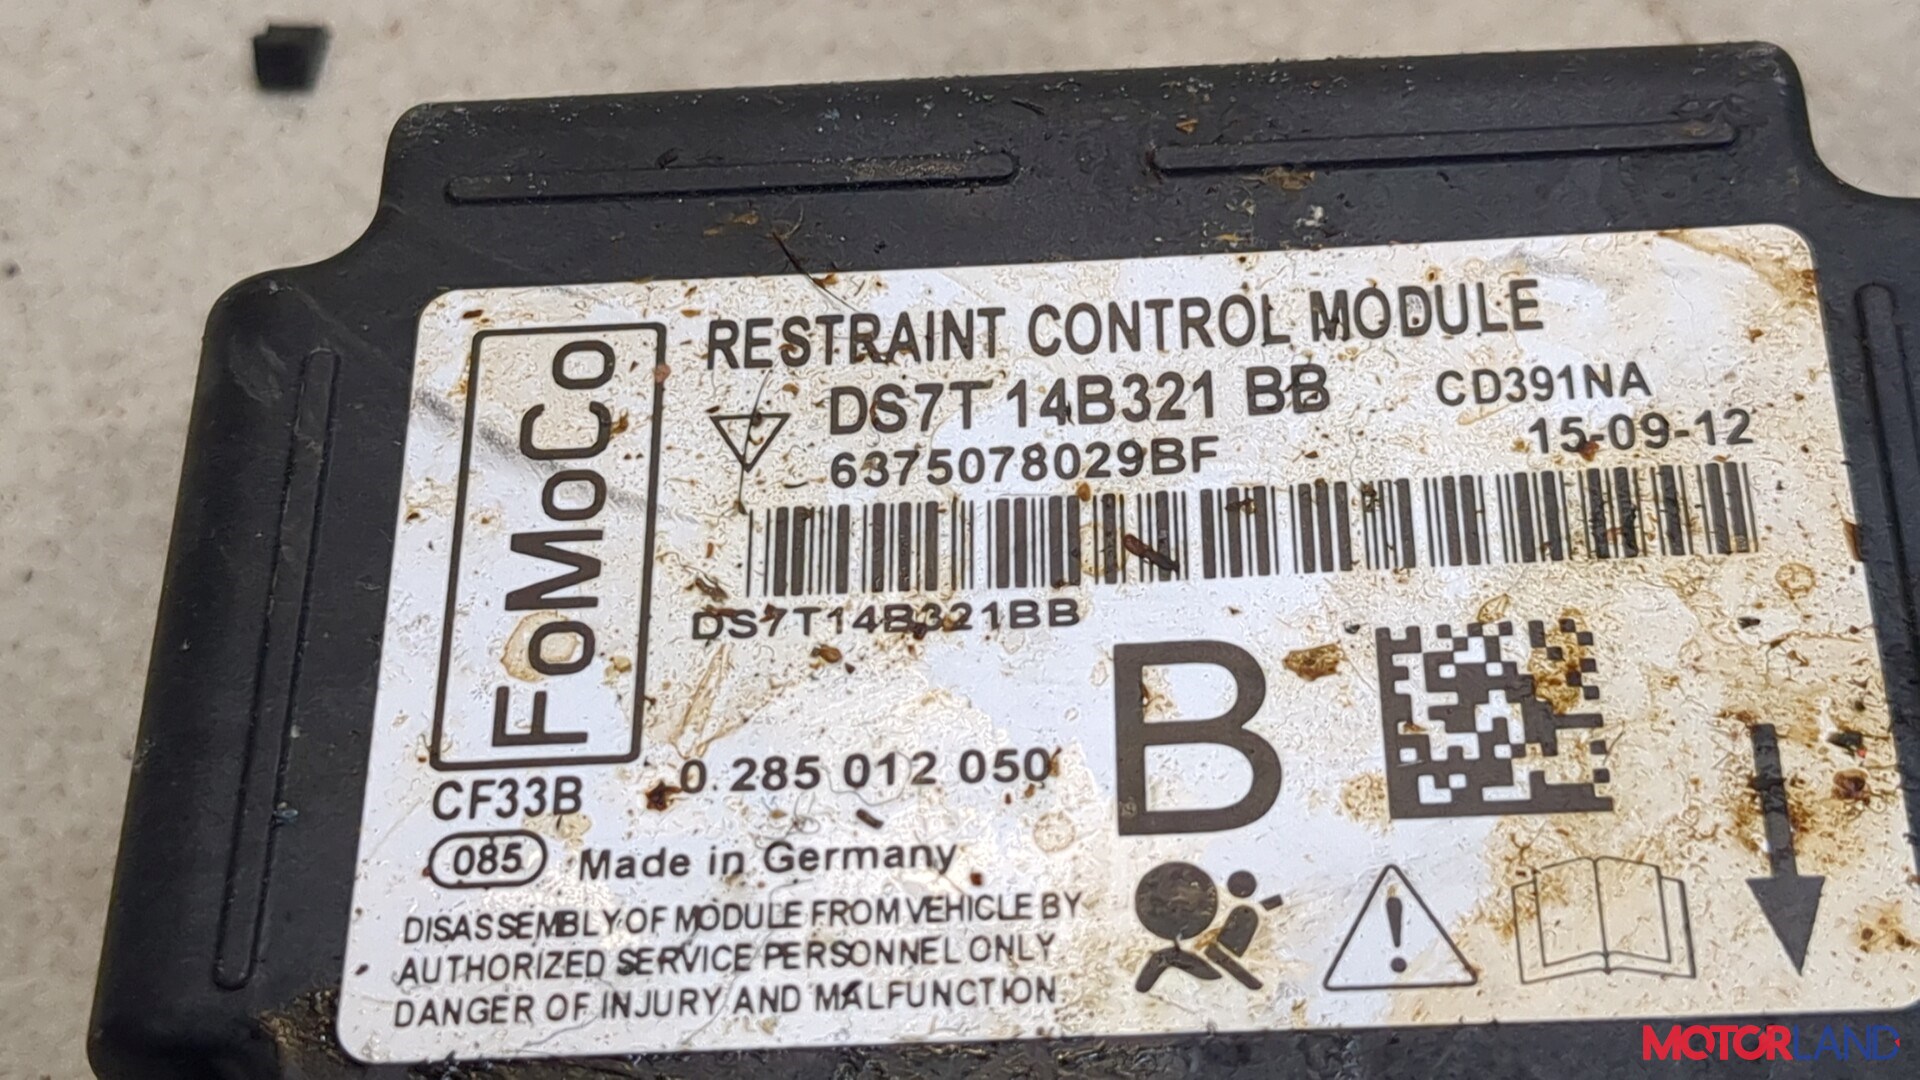 FoMoCo
RESTRAINT CONTROL MODULE
DS7T 14B321 BB
CD391NA
6375078029BF
15-09-12
DS7T14B321BB
B
0 285 012 050
CF33B
085
Made in Germany
DISASSEMBLY OF MODULE FROM VEHICLE BY
AUTHORIZED SERVICE PERSONNEL ONLY
DANGER OF INJURY AND MALFUNCTION
MOTORLAND